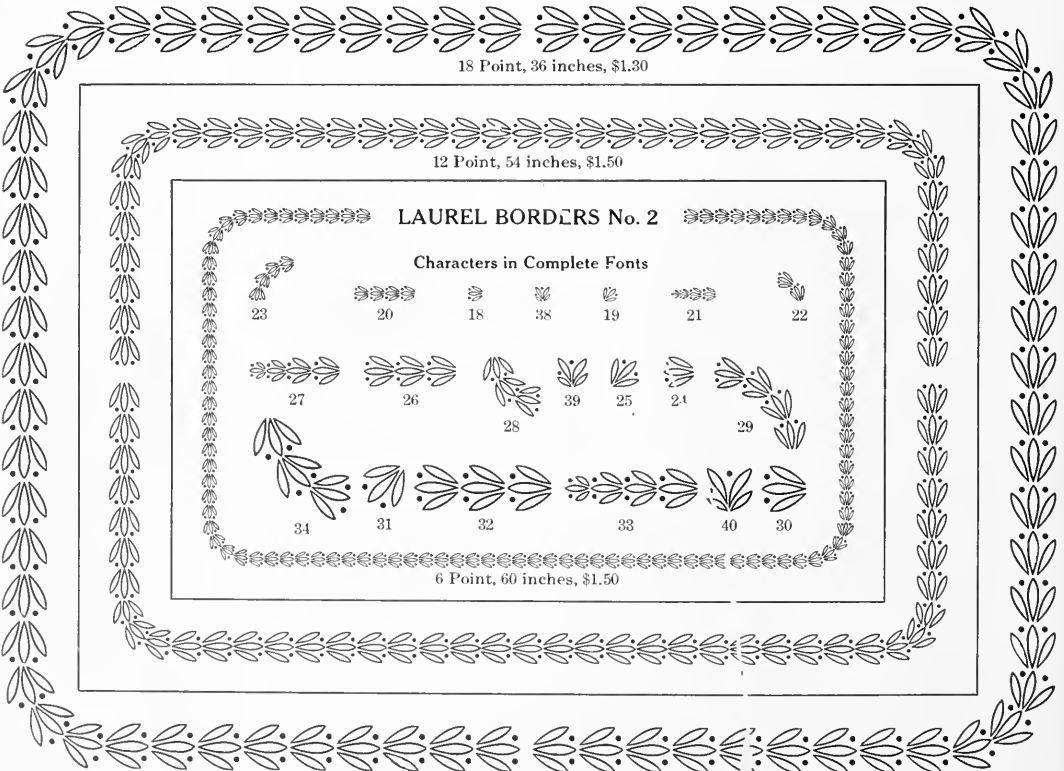 18 Point, 36 inches, $1.30
12 Point, 54 inches, $1.50
LAUREL BORDERS No. 2
Characters in Complete Fonts
23 20 18 38 19 21 22
27 26 28 39 25 24 29
34 31 32 33 40 30
6 Point, 60 inches, $1.50